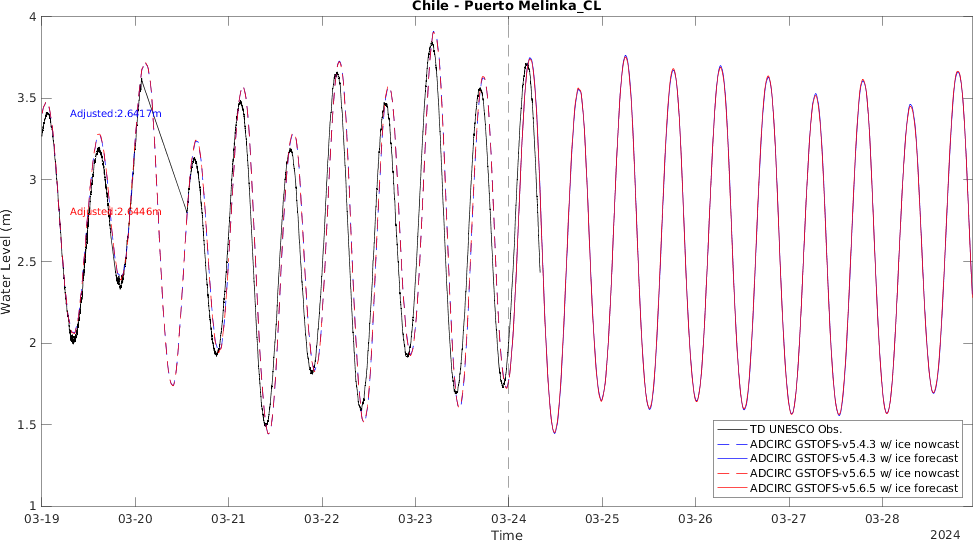 Chile - Puerto Melinka_CL
4
3.5
3
2.5
2
1.5
1
Water Level (m)
Adjusted:2.6417m
Adjusted:2.6446m
TD UNESCO Obs.
ADCIRC GSTOFS-v5.4.3 w/ ice nowcast
ADCIRC GSTOFS-v5.4.3 w/ ice forecast
ADCIRC GSTOFS-v5.6.5 w/ ice nowcast
ADCIRC GSTOFS-v5.6.5 w/ ice forecast
03-19 03-20 03-21 03-22 03-23 03-24 03-25 03-26 03-27 03-28
Time
2024